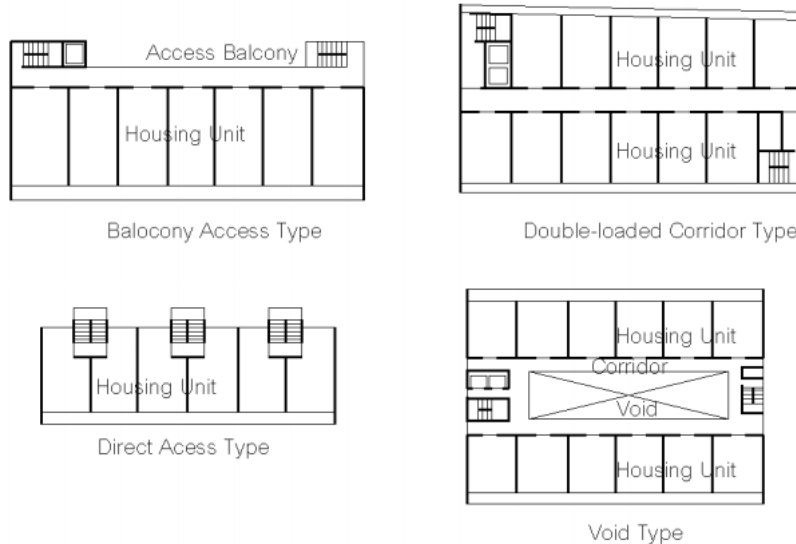 Access Balcony
Housing Unit
Balocony Access Type
Housing Unit
Housing Unit
Double-loaded Corridor Type
Housing Unit
Direct Acess Type
Housing Unit
Corridor
Void
Housing Unit
Void Type